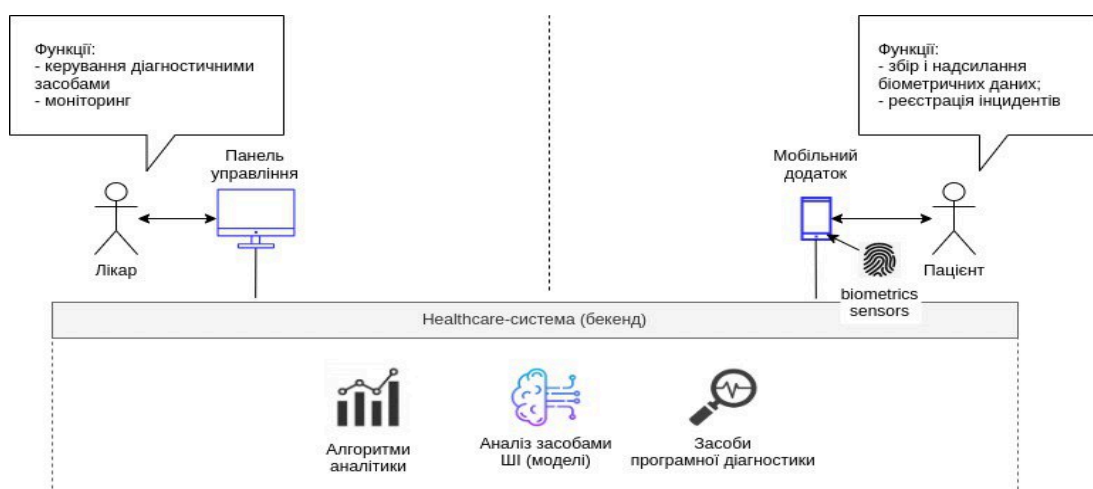 Функції:
- керування діагностичними
засобами
- моніторинг
Функції:
- збір і надсилання
біометричних даних;
- реєстрація інцидентів
Панель
управління
Мобільний
додаток
Лікар
Пацієнт
biometrics
sensors
Healthcare-система (бекенд)
Алгоритми
аналітики
Аналіз засобами
ШІ (моделі)
Засоби
програмної діагностики